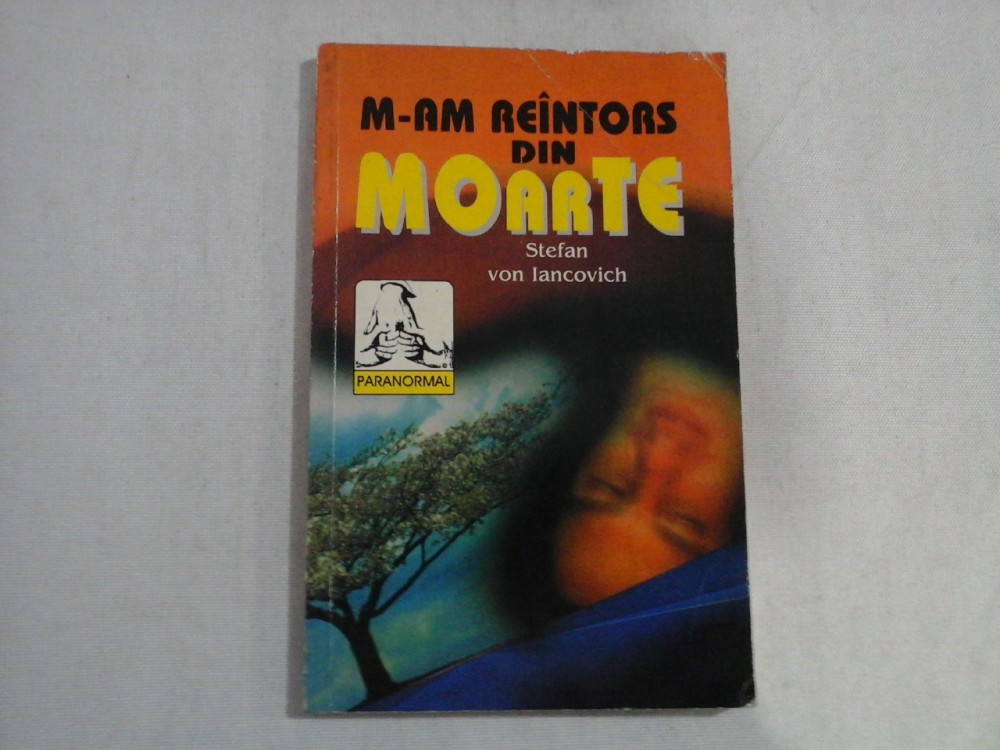 M-AM REÎNTORS
DIN
MOARTE
Stefan
von Iancovich
PARANORMAL